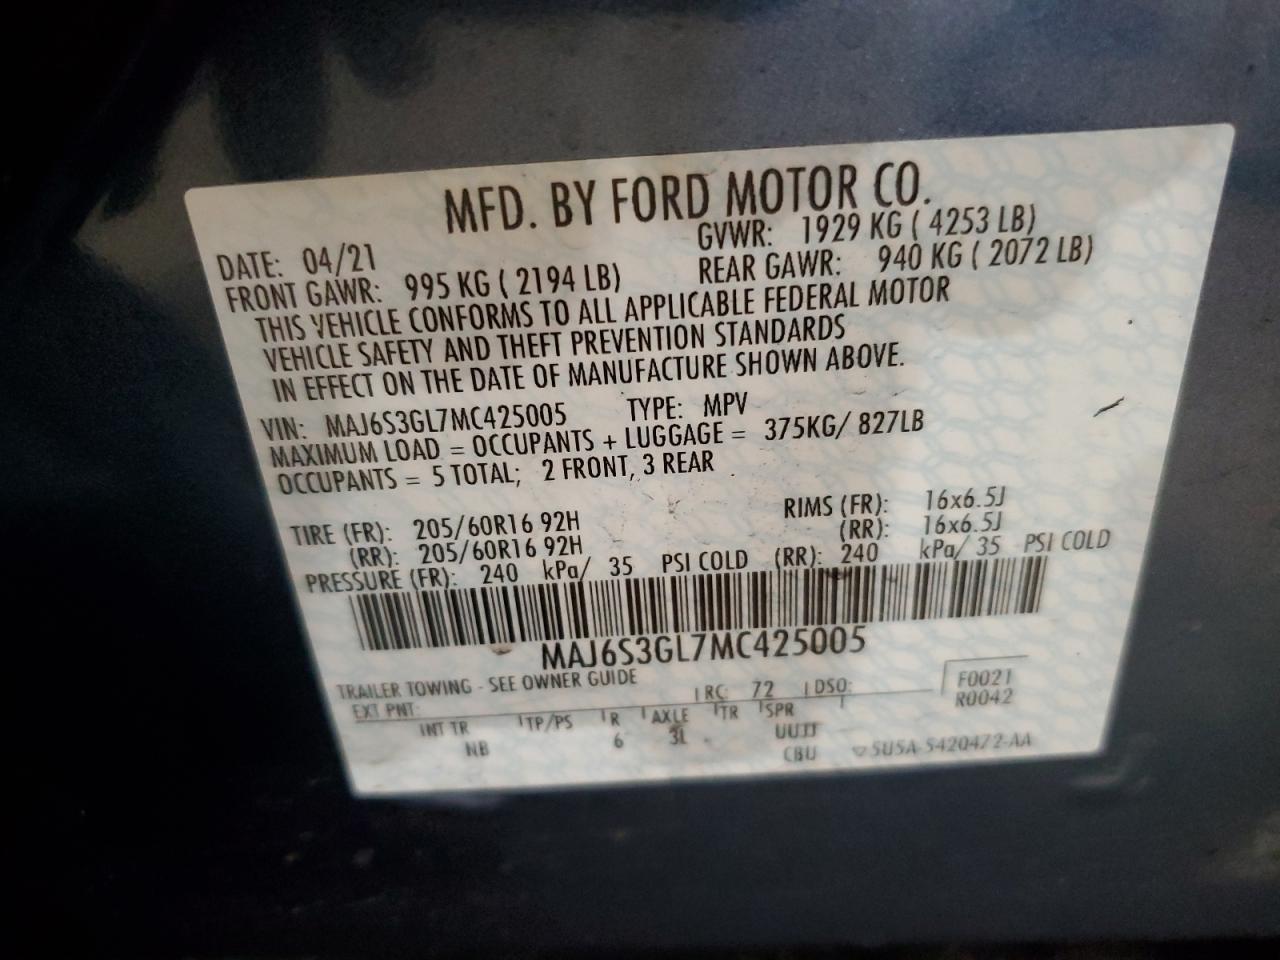 MFD. BY FORD MOTOR CO.
DATE: 04/21 GVWR: 1929 KG ( 4253 LB)
FRONT GAWR: 995 KG ( 2194 LB) REAR GAWR: 940 KG ( 2072 LB)
THIS VEHICLE CONFORMS TO ALL APPLICABLE FEDERAL MOTOR
VEHICLE SAFETY AND THEFT PREVENTION STANDARDS
IN EFFECT ON THE DATE OF MANUFACTURE SHOWN ABOVE.
VIN: MAJ6S3GL7MC425005 TYPE: MPV
MAXIMUM LOAD = OCCUPANTS + LUGGAGE = 375KG/ 827LB
OCCUPANTS = 5 TOTAL; 2 FRONT, 3 REAR
TIRE (FR): 205/60R16 92H RIMS (FR): 16x6.5J
(RR): 205/60R16 92H (RR): 16x6.5J
PRESSURE (FR): 240 kPa/ 35 PSI COLD (RR): 240 kPa/ 35 PSI COLD
MAJ6S3GL7MC425005
TRAILER TOWING - SEE OWNER GUIDE
EXT PNT: RC: 72 DSO: F0021
R0042
INT TR TP/PS R AXLE TR SPR
NB 6 3L UUJJ
CBU 5U5A-5420472-AA